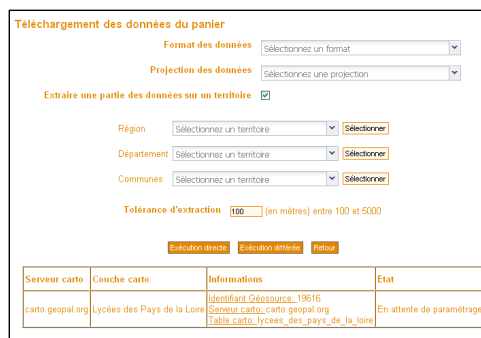 Téléchargement des données du panier
Format des données Sélectionnez un format
Projection des données Sélectionnez une projection
Extraire une partie des données sur un territoire
Région Sélectionnez un territoire Sélectionner
Département Sélectionnez un territoire Sélectionner
Communes Sélectionnez un territoire Sélectionner
Tolérance d'extraction 100 (en mètres) entre 100 et 5000
Exécution directe Exécution différée Retour
Serveur carto Couche carto Informations Etat
Identifiant Géosource: 19616
carto.geopal.org Lycées des Pays de la Loire Serveur carto: carto.geopal.org En attente de paramétrage
Table carto: lycees_des_pays_de_la_loire